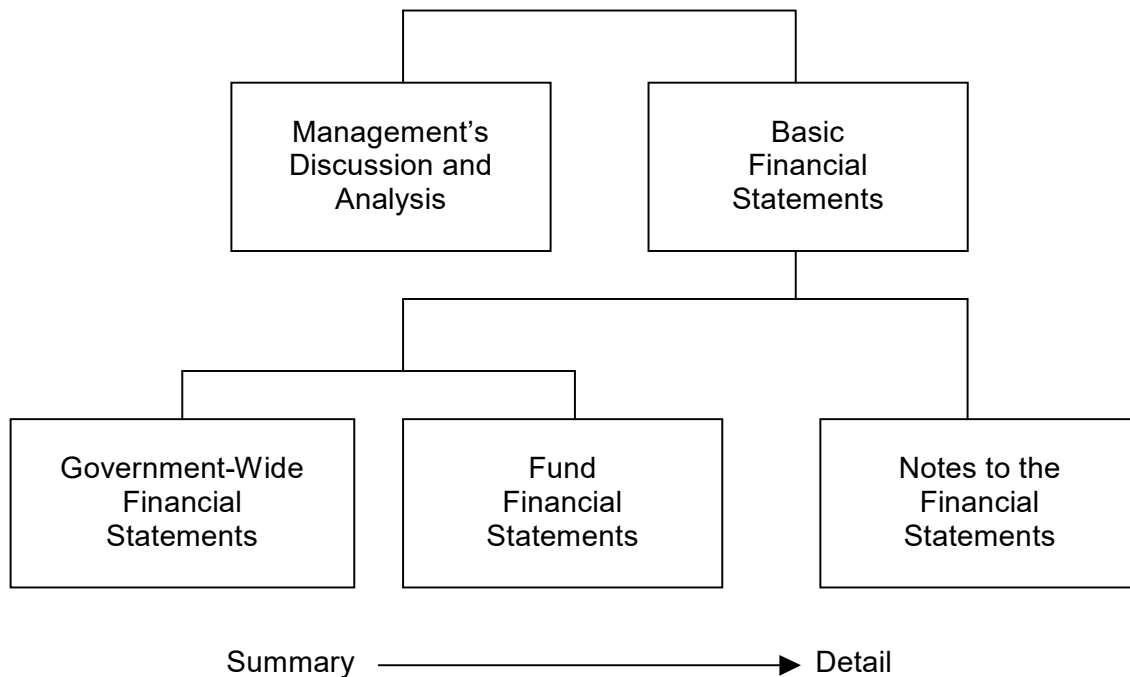 Management’s
Discussion and
Analysis
Basic
Financial
Statements
Government-Wide
Financial
Statements
Fund
Financial
Statements
Notes to the
Financial
Statements
Summary
Detail